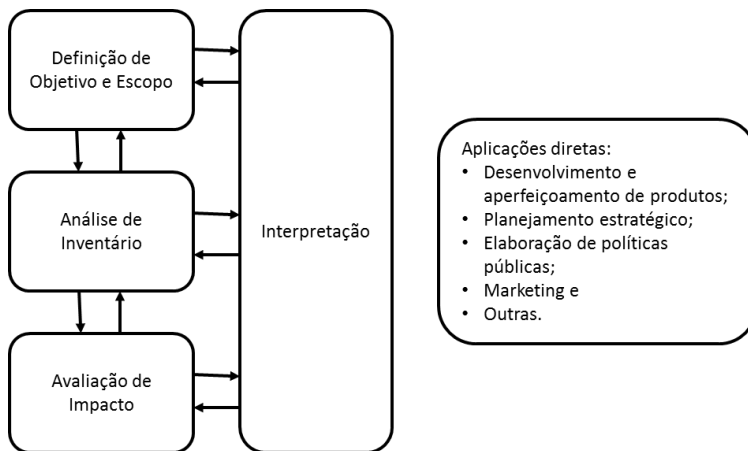 Definição de
Objetivo e Escopo
Análise de
Inventário
Avaliação de
Impacto
Interpretação
Aplicações diretas:
• Desenvolvimento e
aperfeiçoamento de produtos;
• Planejamento estratégico;
• Elaboração de políticas
públicas;
• Marketing e
• Outras.